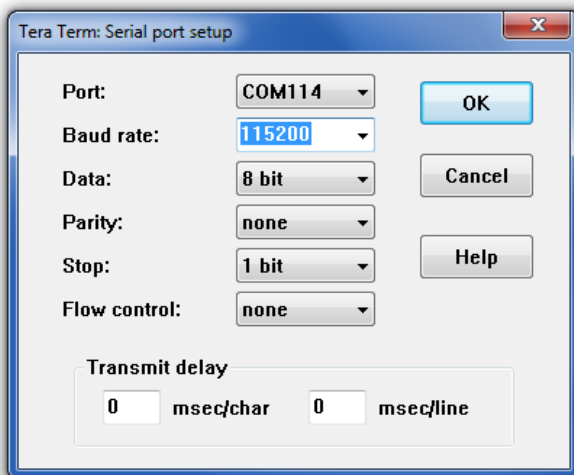 Tera Term: Serial port setup
Port: COM114 OK
Baud rate: 115200
Data: 8 bit Cancel
Parity: none
Stop: 1 bit Help
Flow control: none
Transmit delay
0 msec/char 0 msec/line